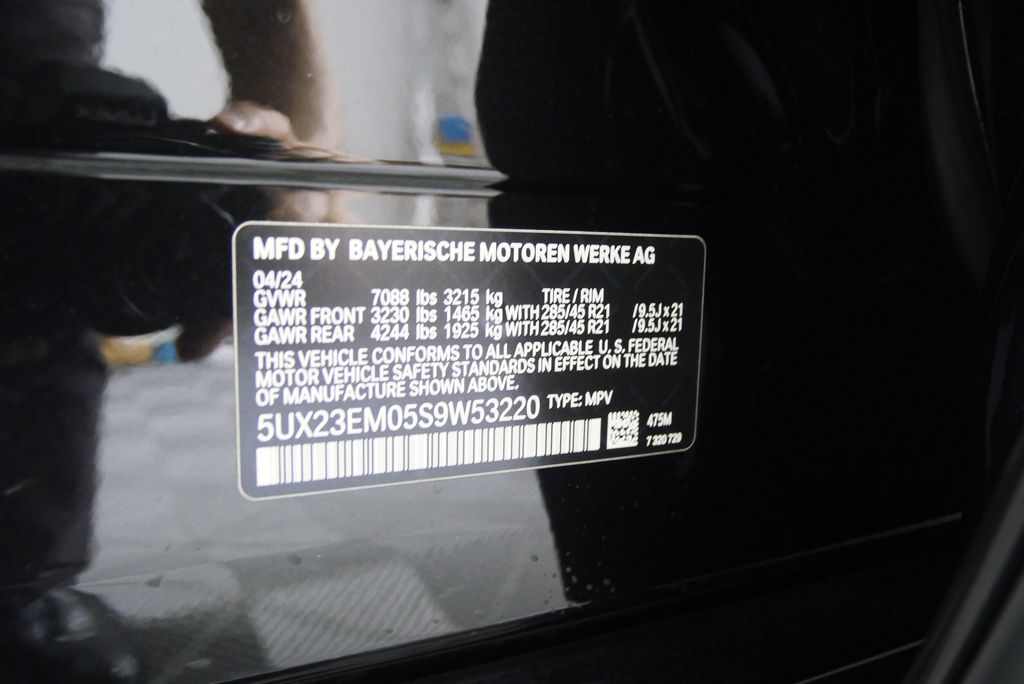 MFD BY BAYERISCHE MOTOREN WERKE AG
04/24
GVWR 7088 lbs 3215 kg TIRE / RIM
GAWR FRONT 3230 lbs 1465 kg WITH 285/45 R21 /9.5J x 21
GAWR REAR 4244 lbs 1925 kg WITH 285/45 R21 /9.5J x 21
THIS VEHICLE CONFORMS TO ALL APPLICABLE U.S. FEDERAL
MOTOR VEHICLE SAFETY STANDARDS IN EFFECT ON THE DATE
OF MANUFACTURE SHOWN ABOVE.
5UX23EM05S9W53220 TYPE: MPV
475M
7 320 729